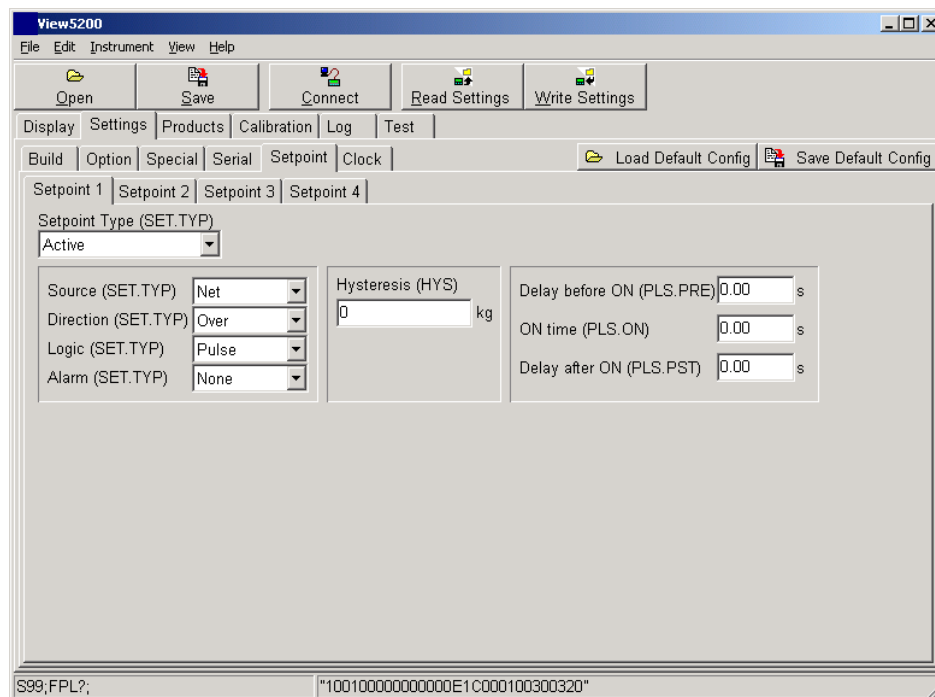 View5200
File Edit Instrument View Help
Open Save Connect Read Settings Write Settings
Display Settings Products Calibration Log Test
Build Option Special Serial Setpoint Clock Load Default Config Save Default Config
Setpoint 1 Setpoint 2 Setpoint 3 Setpoint 4
Setpoint Type (SET.TYP)
Active
Source (SET.TYP) Net
Direction (SET.TYP) Over
Logic (SET.TYP) Pulse
Alarm (SET.TYP) None
Hysteresis (HYS)
0 kg
Delay before ON (PLS.PRE) 0.00 s
ON time (PLS.ON) 0.00 s
Delay after ON (PLS.PST) 0.00 s
S99;FPL?; "100100000000000E1C000100300320"